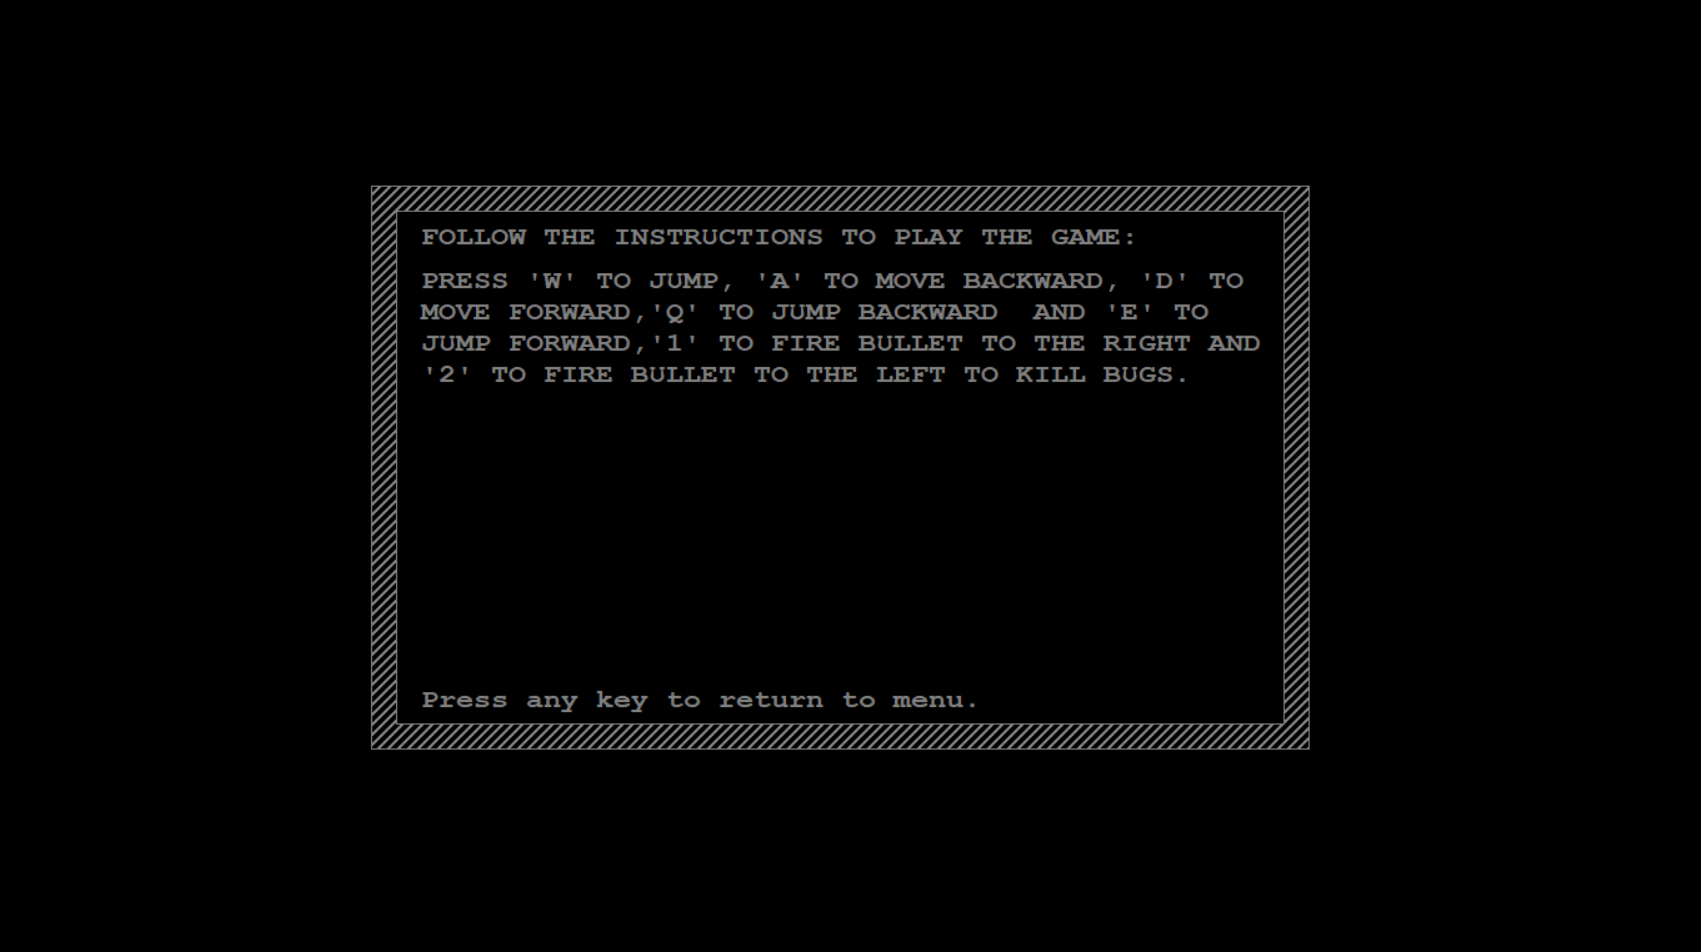 FOLLOW THE INSTRUCTIONS TO PLAY THE GAME:
PRESS 'W' TO JUMP, 'A' TO MOVE BACKWARD, 'D' TO
MOVE FORWARD,'Q' TO JUMP BACKWARD  AND 'E' TO
JUMP FORWARD,'1' TO FIRE BULLET TO THE RIGHT AND
'2' TO FIRE BULLET TO THE LEFT TO KILL BUGS.
Press any key to return to menu.